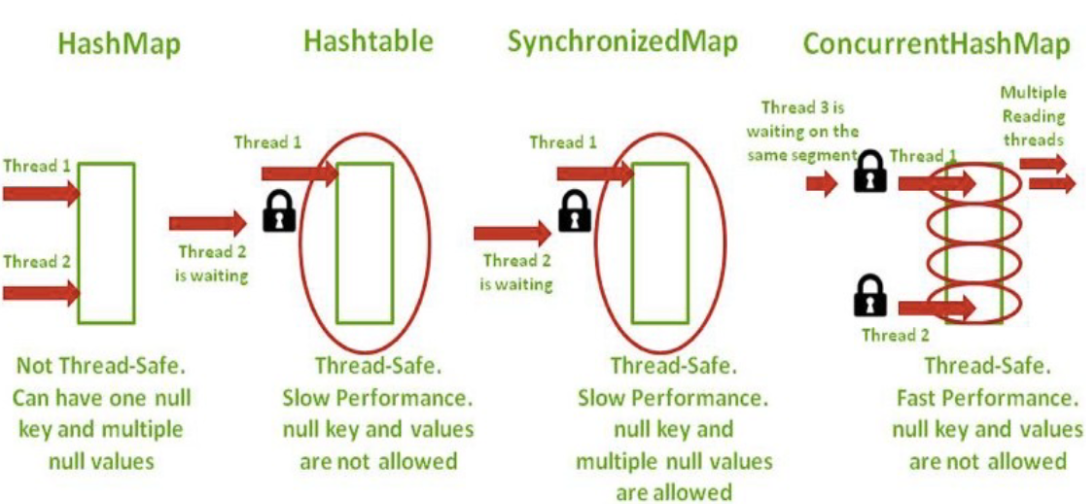 HashMap
Hashtable
SynchronizedMap
ConcurrentHashMap
Thread 1
Thread 2
Not Thread-Safe.
Can have one null
key and multiple
null values
Thread 1
Thread 2
is waiting
Thread-Safe.
Slow Performance.
null key and values
are not allowed
Thread 1
Thread 2
is waiting
Thread-Safe.
Slow Performance.
null key and
multiple null values
are allowed
Thread 3 is
waiting on the
same segment
Thread 1
Multiple
Reading
threads
Thread 2
Thread-Safe.
Fast Performance.
null key and values
are not allowed